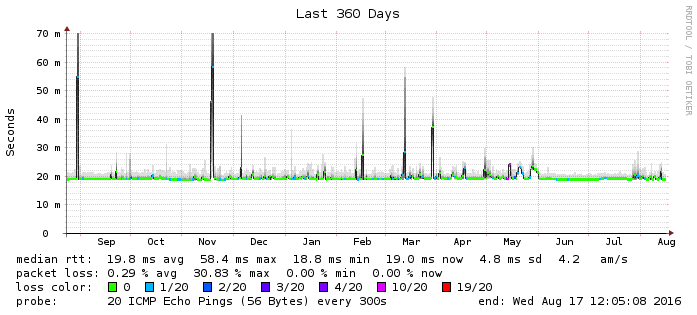 Last 360 Days
RRDTOOL / TOBI OETIKER
Seconds
70 m
60 m
50 m
40 m
30 m
20 m
10 m
0
Sep Oct Nov Dec Jan Feb Mar Apr May Jun Jul Aug
median rtt: 19.8 ms avg 58.4 ms max 18.8 ms min 19.0 ms now 4.8 ms sd 4.2 am/s
packet loss: 0.29 % avg 30.83 % max 0.00 % min 0.00 % now
loss color: 0 1/20 2/20 3/20 4/20 10/20 19/20
probe: 20 ICMP Echo Pings (56 Bytes) every 300s end: Wed Aug 17 12:05:08 2016